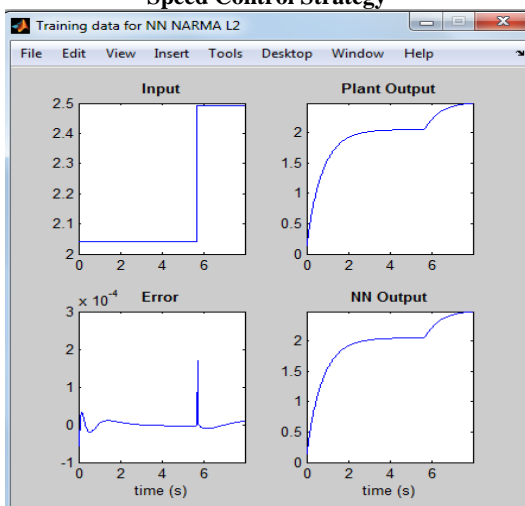 Speed Control Strategy
Training data for NN NARMA L2
File Edit View Insert Tools Desktop Window Help
Input
2.5
2.4
2.3
2.2
2.1
2
0 2 4 6
Plant Output
2
1.5
1
0.5
0
0 2 4 6
Error
x 10^-4
3
2
1
0
-1
0 2 4 6
time (s)
NN Output
2
1.5
1
0.5
0
0 2 4 6
time (s)